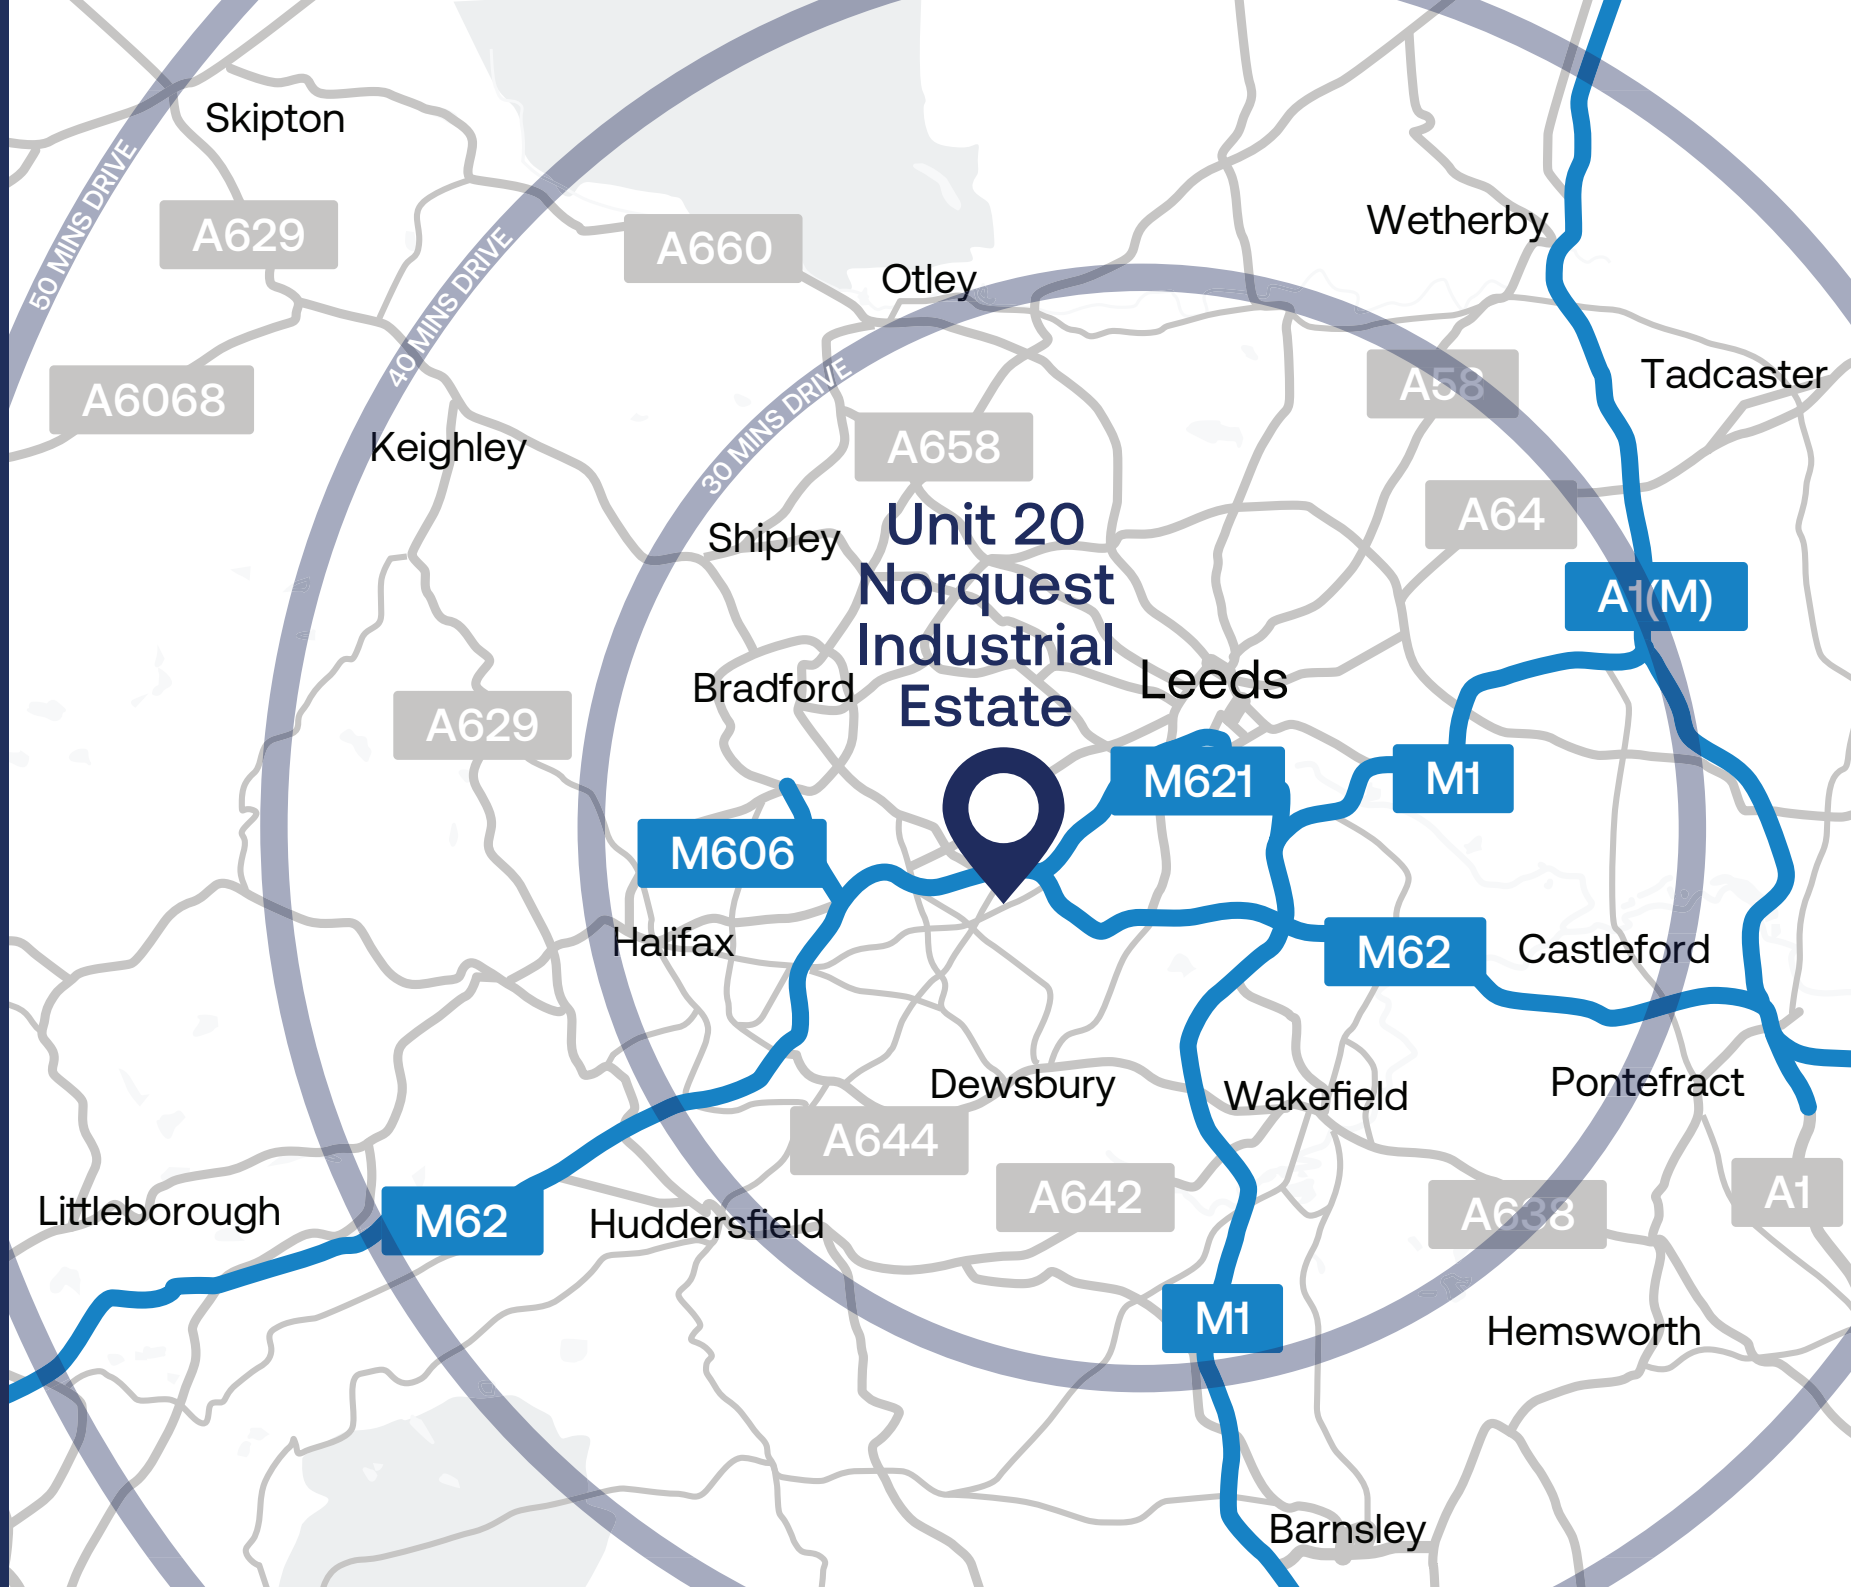 Skipton
50 MINS DRIVE
A629
40 MINS DRIVE
A660
Wetherby
Otley
A6068
30 MINS DRIVE
A58
Tadcaster
Keighley
A658
Shipley
Unit 20
Norquest
Industrial
Estate
A64
A1(M)
Bradford
Leeds
A629
M621
M1
M606
Halifax
M62
Castleford
Dewsbury
Wakefield
Pontefract
A644
A642
A638
A1
Littleborough
M62
Huddersfield
M1
Hemsworth
Barnsley